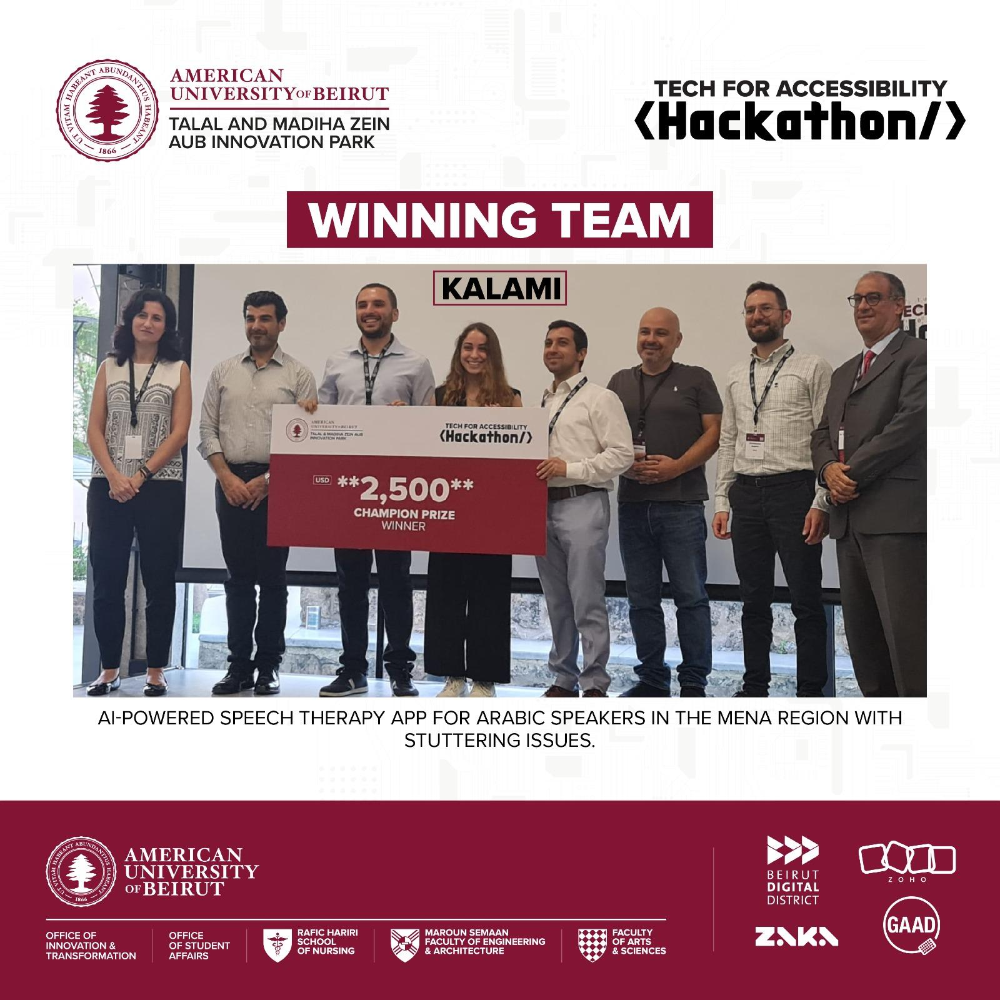 UT VITAM HABEANT ABUNDANTIUS HABEANT
1866
AMERICAN
UNIVERSITY OF BEIRUT
TALAL AND MADIHA ZEIN
AUB INNOVATION PARK
TECH FOR ACCESSIBILITY
<Hackathon/>
WINNING TEAM
KALAMI
AMERICAN
UNIVERSITY OF BEIRUT
TALAL & MADIHA ZEIN AUB
INNOVATION PARK
TECH FOR ACCESSIBILITY
<Hackathon/>
USD **2,500**
CHAMPION PRIZE
WINNER
AI-POWERED SPEECH THERAPY APP FOR ARABIC SPEAKERS IN THE MENA REGION WITH
STUTTERING ISSUES.
UT VITAM HABEANT ABUNDANTIUS HABEANT
1866
AMERICAN
UNIVERSITY
OF BEIRUT
OFFICE OF
INNOVATION &
TRANSFORMATION
OFFICE
OF STUDENT
AFFAIRS
RAFIC HARIRI
SCHOOL
OF NURSING
MAROUN SEMAAN
FACULTY OF ENGINEERING
& ARCHITECTURE
FACULTY
OF ARTS
& SCIENCES
BEIRUT
DIGITAL
DISTRICT
ZOHO
ZAKA
GAAD